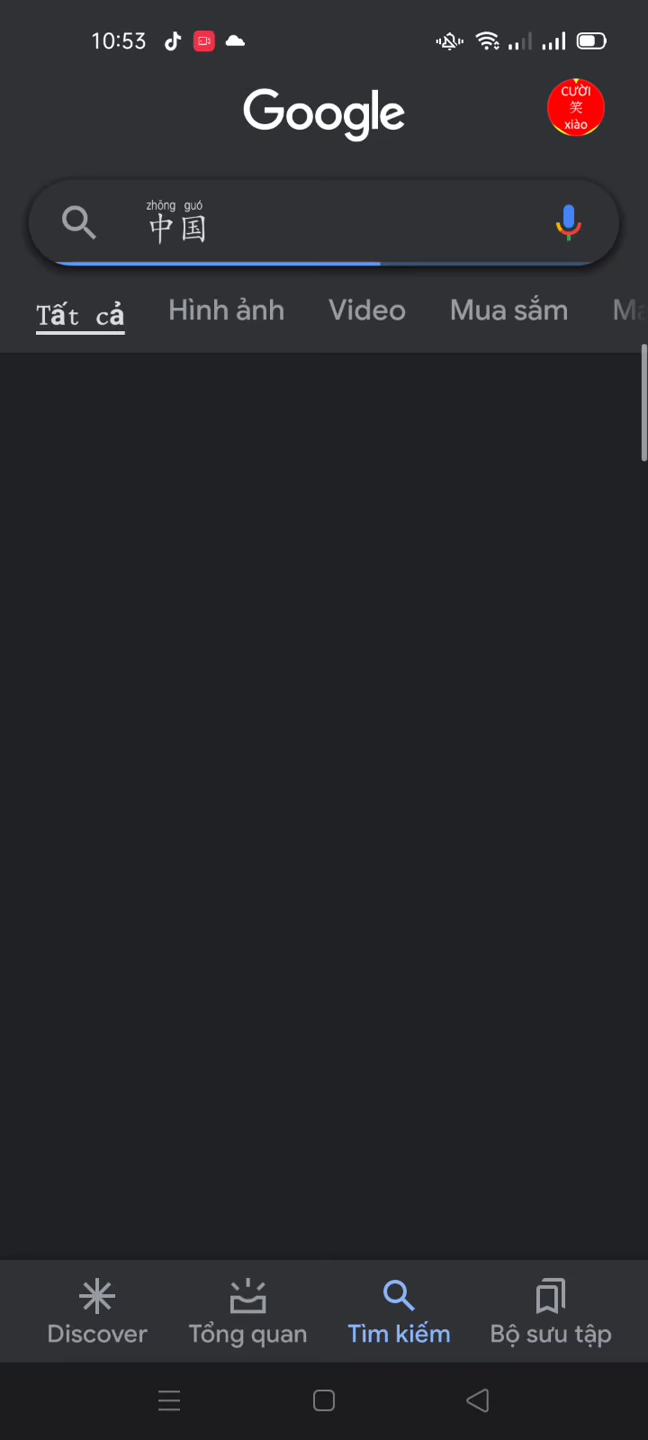 10:53
Google
CƯỜI
笑
xiào
zhōng guó
中国
Tất cả Hình ảnh Video Mua sắm
Discover Tổng quan Tìm kiếm Bộ sưu tập